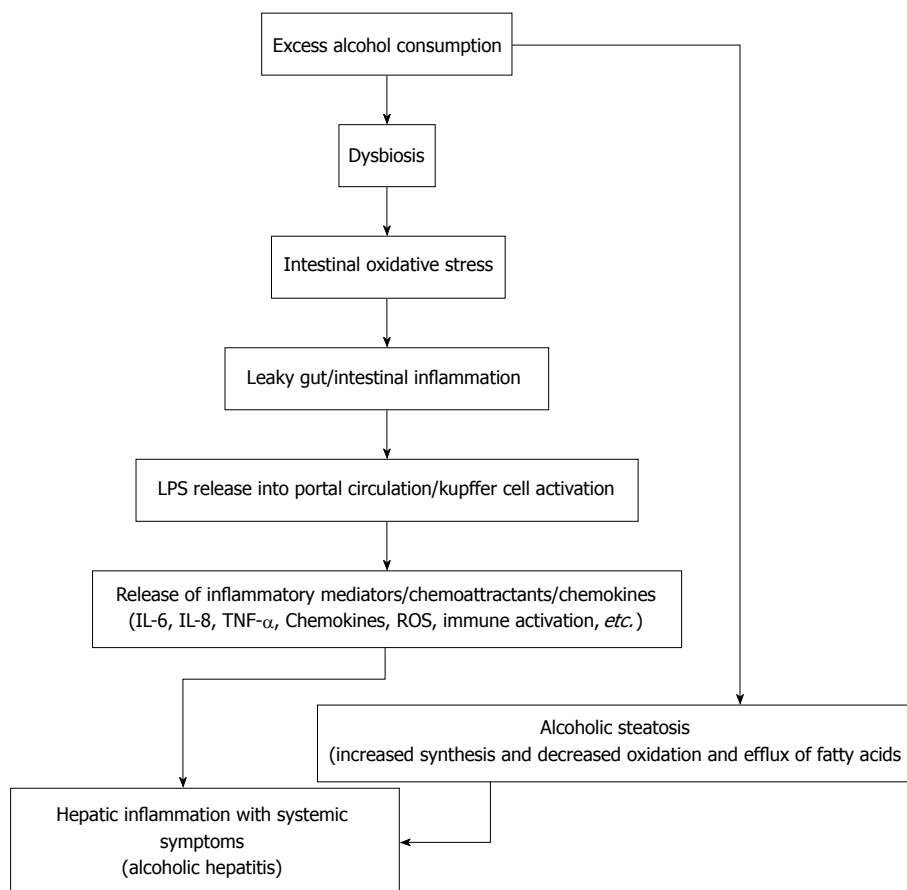 Excess alcohol consumption
Dysbiosis
Intestinal oxidative stress
Leaky gut/intestinal inflammation
LPS release into portal circulation/kupffer cell activation
Release of inflammatory mediators/chemoattractants/chemokines
(IL-6, IL-8, TNF-α, Chemokines, ROS, immune activation, etc.)
Alcoholic steatosis
(increased synthesis and decreased oxidation and efflux of fatty acids
Hepatic inflammation with systemic
symptoms
(alcoholic hepatitis)